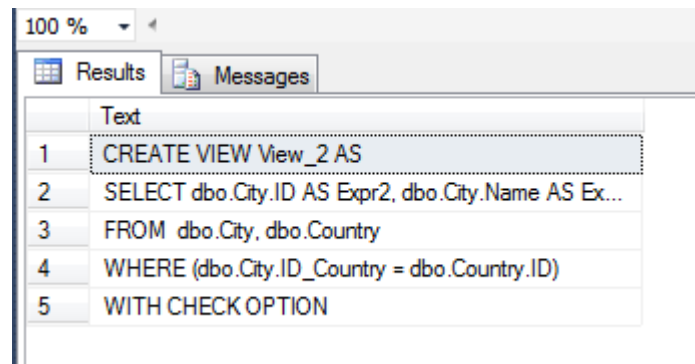 100 %
Results Messages
Text
1 CREATE VIEW View_2 AS
2 SELECT dbo.City.ID AS Expr2, dbo.City.Name AS Ex...
3 FROM dbo.City, dbo.Country
4 WHERE (dbo.City.ID_Country = dbo.Country.ID)
5 WITH CHECK OPTION